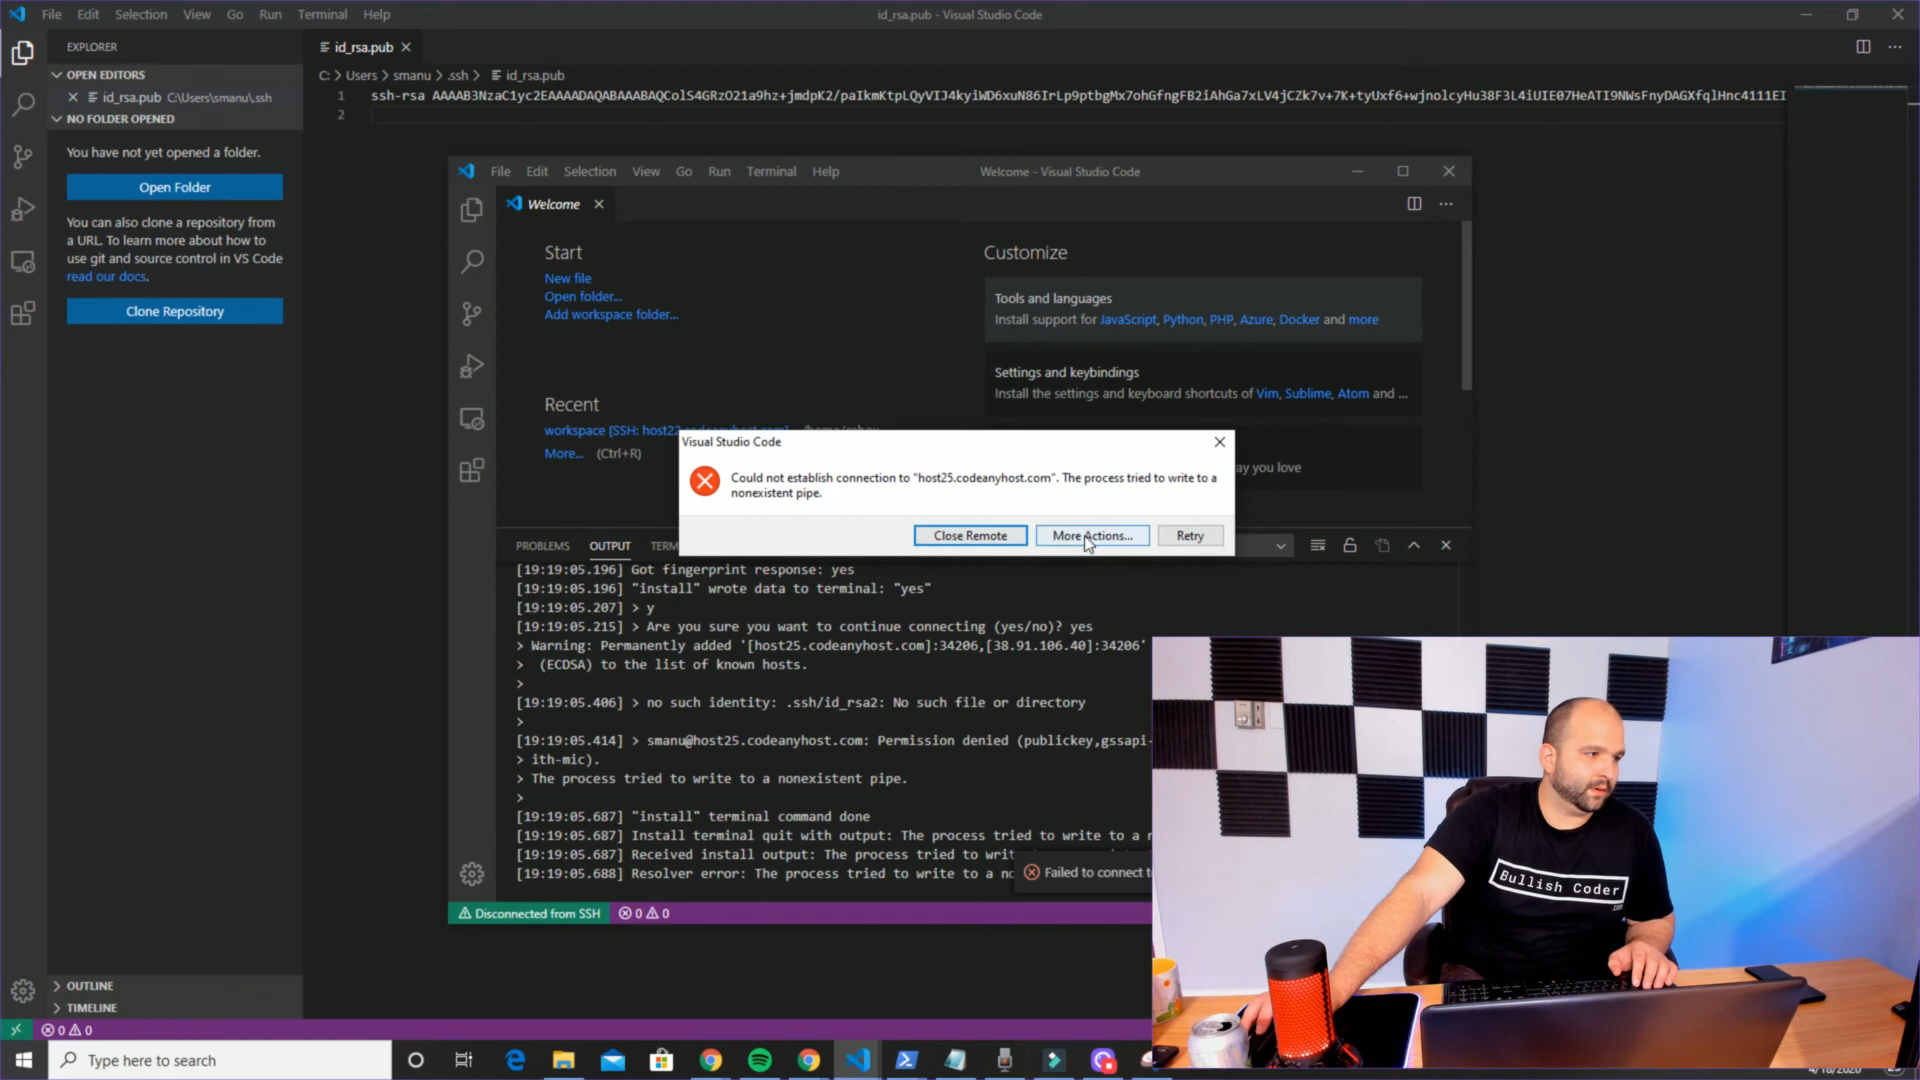 File Edit Selection View Go Run Terminal Help
id_rsa.pub - Visual Studio Code
EXPLORER
id_rsa.pub
OPEN EDITORS
id_rsa.pub C:\Users\smanu\.ssh
NO FOLDER OPENED
You have not yet opened a folder.
Open Folder
You can also clone a repository from
a URL. To learn more about how to
use git and source control in VS Code
read our docs.
Clone Repository
C: > Users > smanu > .ssh > id_rsa.pub
1 ssh-rsa
2
File Edit Selection View Go Run Terminal Help
Welcome - Visual Studio Code
Welcome
Start
New file
Open folder...
Add workspace folder...
Recent
workspace [SSH:
More... (Ctrl+R)
Customize
Tools and languages
Install support for JavaScript, Python, PHP, Azure, Docker and more
Settings and keybindings
Install the settings and keyboard shortcuts of Vim, Sublime, Atom and ...
ay you love
Visual Studio Code
Could not establish connection to "host25.codeanyhost.com". The process tried to write to a
nonexistent pipe.
Close Remote
More Actions...
Retry
PROBLEMS OUTPUT TERM
[19:19:05.196] Got fingerprint response: yes
[19:19:05.196] "install" wrote data to terminal: "yes"
[19:19:05.207] > y
[19:19:05.215] > Are you sure you want to continue connecting (yes/no)? yes
> Warning: Permanently added '[host25.codeanyhost.com]:34206,[38.91.106.40]:34206'
> (ECDSA) to the list of known hosts.
>
[19:19:05.406] > no such identity: .ssh/id_rsa2: No such file or directory
>
[19:19:05.414] > smanu@host25.codeanyhost.com: Permission denied (publickey,gssapi-
> ith-mic).
> The process tried to write to a nonexistent pipe.
>
[19:19:05.687] "install" terminal command done
[19:19:05.687] Install terminal quit with output: The process tried to write to a
[19:19:05.687] Received install output: The process tried to
[19:19:05.688] Resolver error: The process tried to write to a
Failed to connect
Disconnected from SSH
0 0
Bullish Coder
.com
OUTLINE
TIMELINE
0 0
Type here to search
4/18/2020